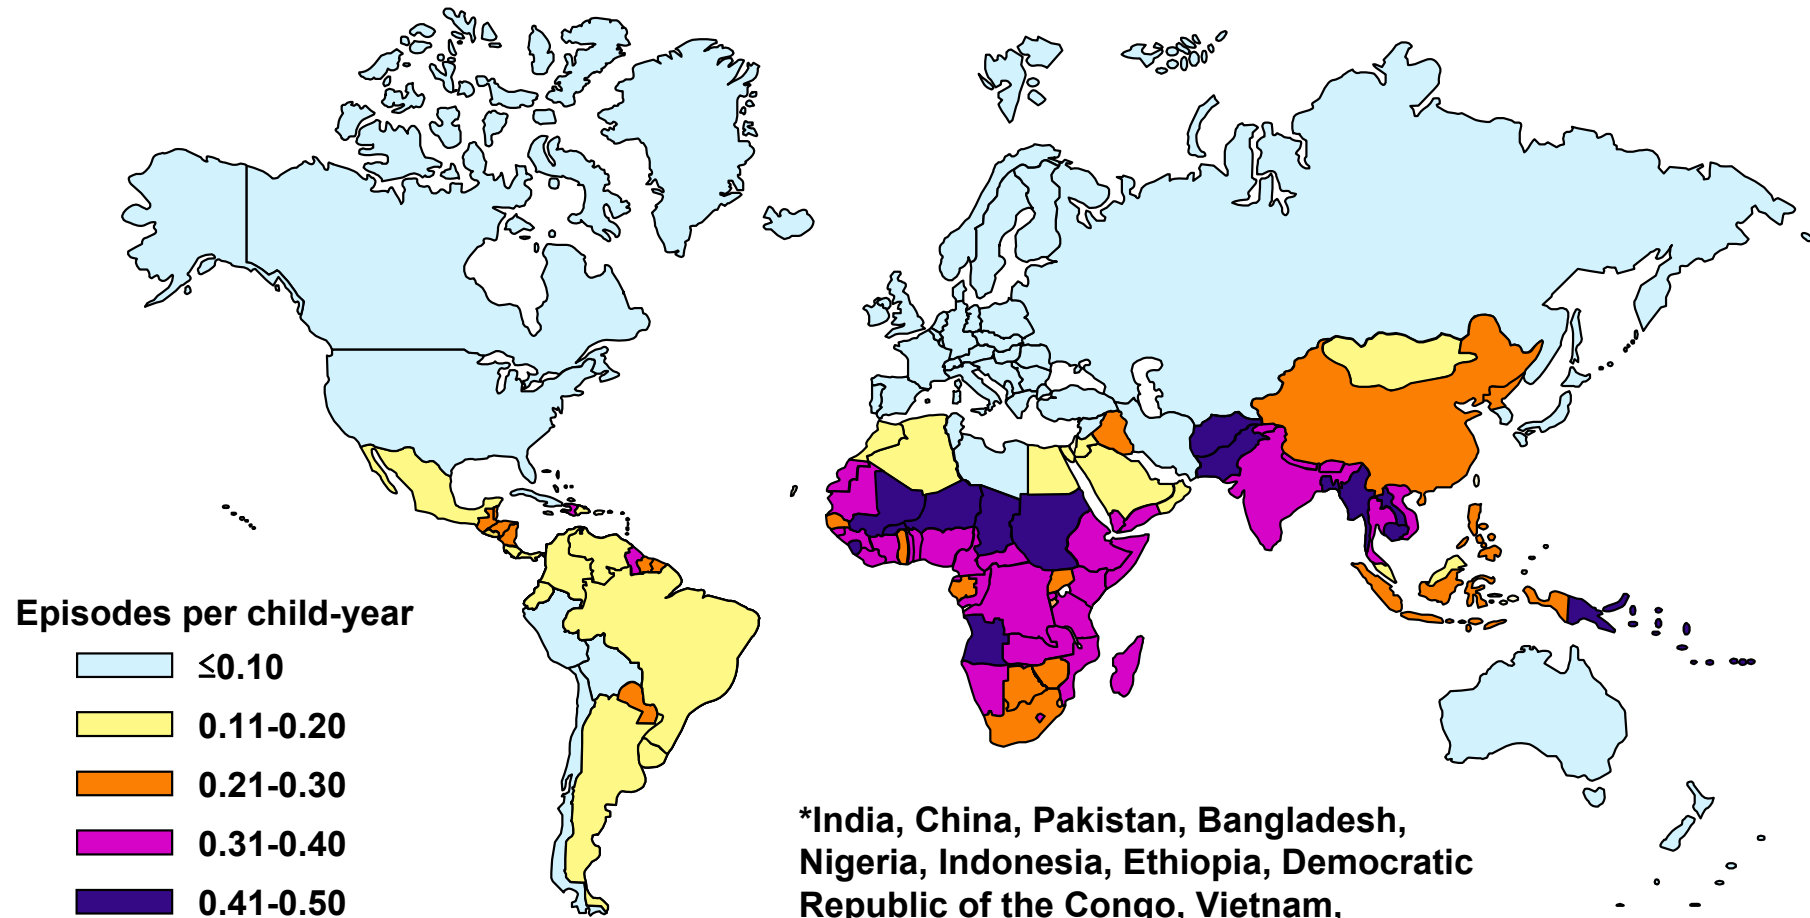 Episodes per child-year
≤0.10
0.11-0.20
0.21-0.30
0.31-0.40
0.41-0.50
*India, China, Pakistan, Bangladesh,
Nigeria, Indonesia, Ethiopia, Democratic
Republic of the Congo, Vietnam,